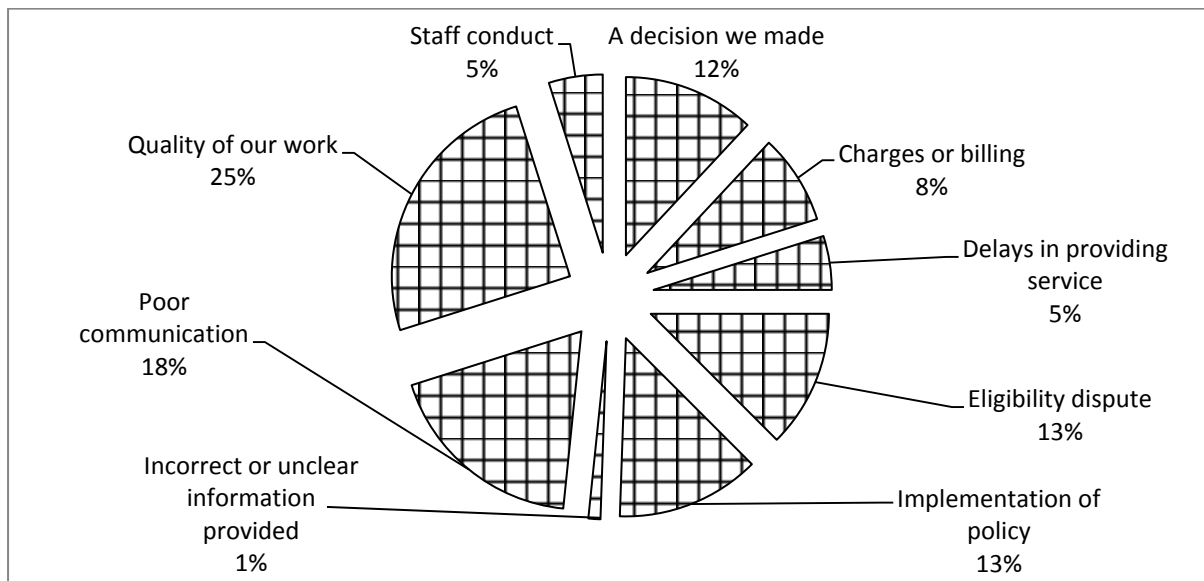 Staff conduct
5%
A decision we made
12%
Charges or billing
8%
Delays in providing
service
5%
Eligibility dispute
13%
Implementation of
policy
13%
Incorrect or unclear
information
provided
1%
Poor
communication
18%
Quality of our work
25%